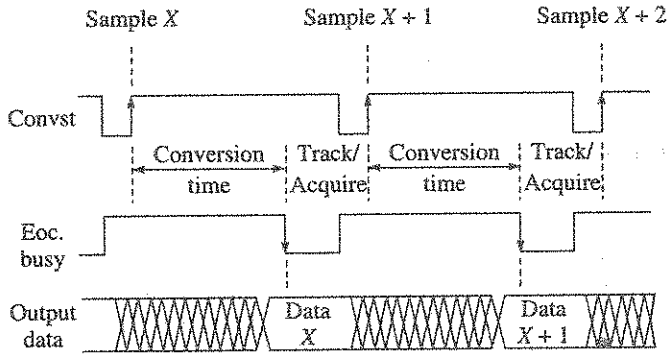 Sample X
Sample X + 1
Sample X + 2
Convst
Conversion
time
Track/
Acquire
Conversion
time
Track/
Acquire
Eoc.
busy
Output
data
Data
X
Data
X + 1